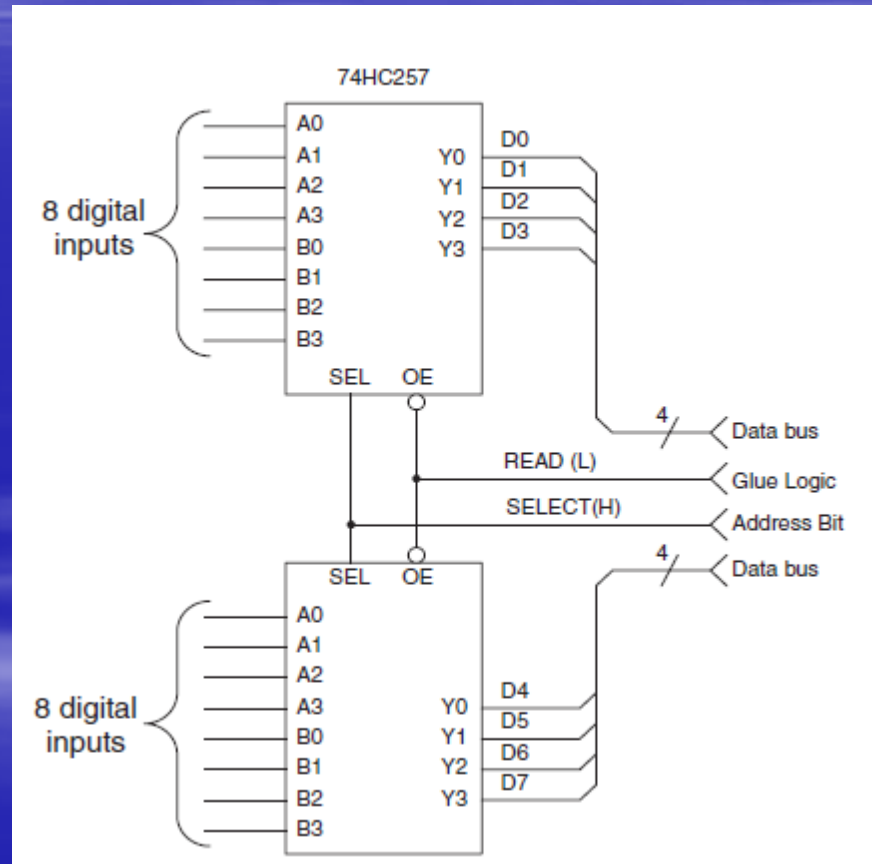 74HC257
A0
A1
A2
A3
B0
B1
B2
B3
Y0
Y1
Y2
Y3
D0
D1
D2
D3
8 digital
inputs
SEL OE
4
Data bus
READ (L)
Glue Logic
SELECT(H)
Address Bit
4
Data bus
SEL OE
A0
A1
A2
A3
B0
B1
B2
B3
Y0
Y1
Y2
Y3
D4
D5
D6
D7
8 digital
inputs